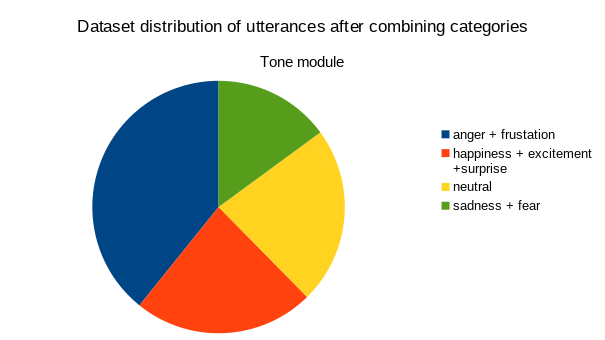 Dataset distribution of utterances after combining categories
Tone module
anger + frustation
happiness + excitement
+surprise
neutral
sadness + fear